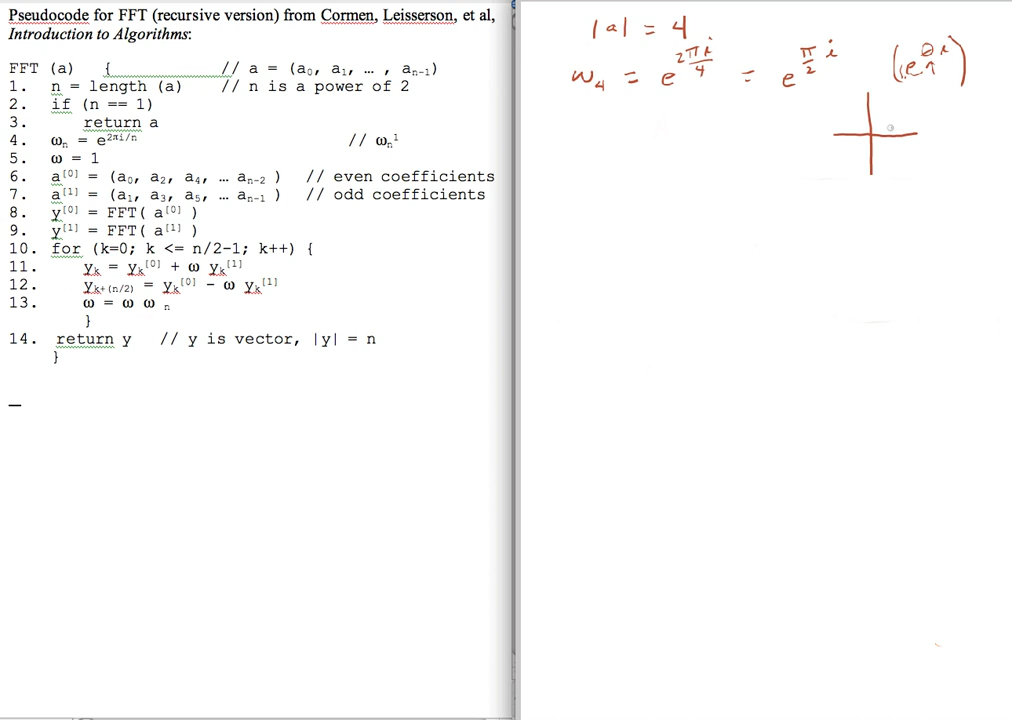 Pseudocode for FFT (recursive version) from Cormen, Leisserson, et al,
Introduction to Algorithms:
FFT (a) { // a = (a₀, a₁, … , aₙ₋₁)
1. n = length (a) // n is a power of 2
2. if (n == 1)
3. return a
4. ωₙ = e^2πi/n // ωₙ¹
5. ω = 1
6. a^[0] = (a₀, a₂, a₄, … aₙ₋₂ ) // even coefficients
7. a^[1] = (a₁, a₃, a₅, … aₙ₋₁ ) // odd coefficients
8. y^[0] = FFT( a^[0] )
9. y^[1] = FFT( a^[1] )
10. for (k=0; k <= n/2-1; k++) {
11. yₖ = yₖ^[0] + ω yₖ^[1]
12. yₖ₊₍ₙ/₂₎ = yₖ^[0] - ω yₖ^[1]
13. ω = ω ω ₙ
}
14. return y // y is vector, |y| = n
}
|a| = 4
ω₄ = e^(2πi/4) = e^(π/2 i) (e^θi)